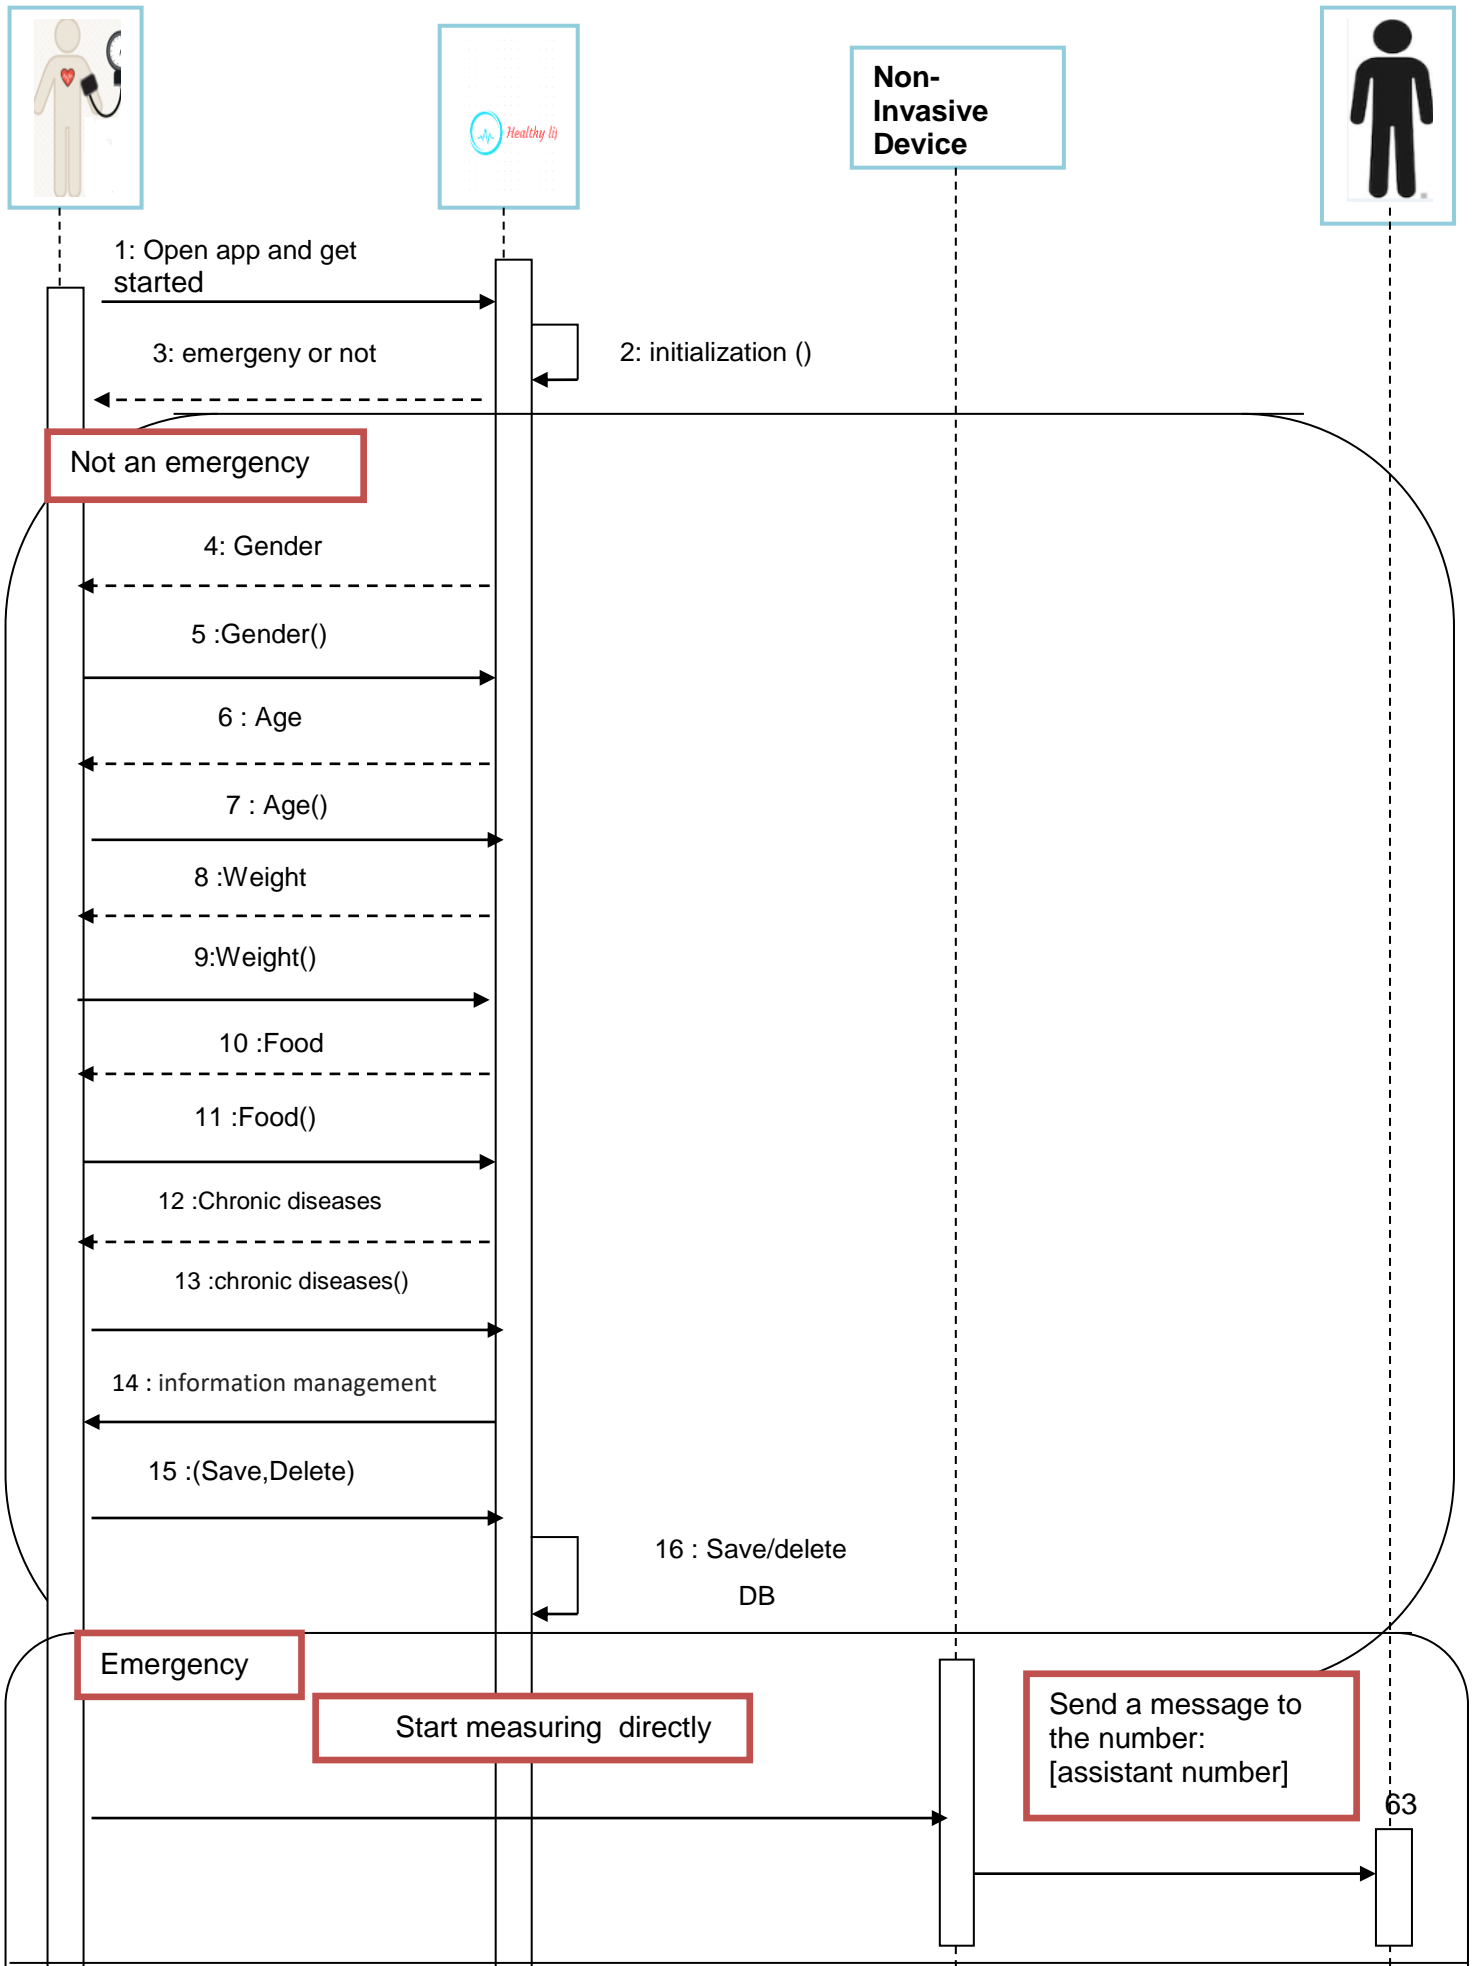 Healthy li
Non-
Invasive
Device
1: Open app and get
started
2: initialization ()
3: emergeny or not
Not an emergency
4: Gender
5 :Gender()
6 : Age
7 : Age()
8 :Weight
9:Weight()
10 :Food
11 :Food()
12 :Chronic diseases
13 :chronic diseases()
14 : information management
15 :(Save,Delete)
16 : Save/delete
DB
Emergency
Start measuring  directly
Send a message to
the number:
[assistant number]
63